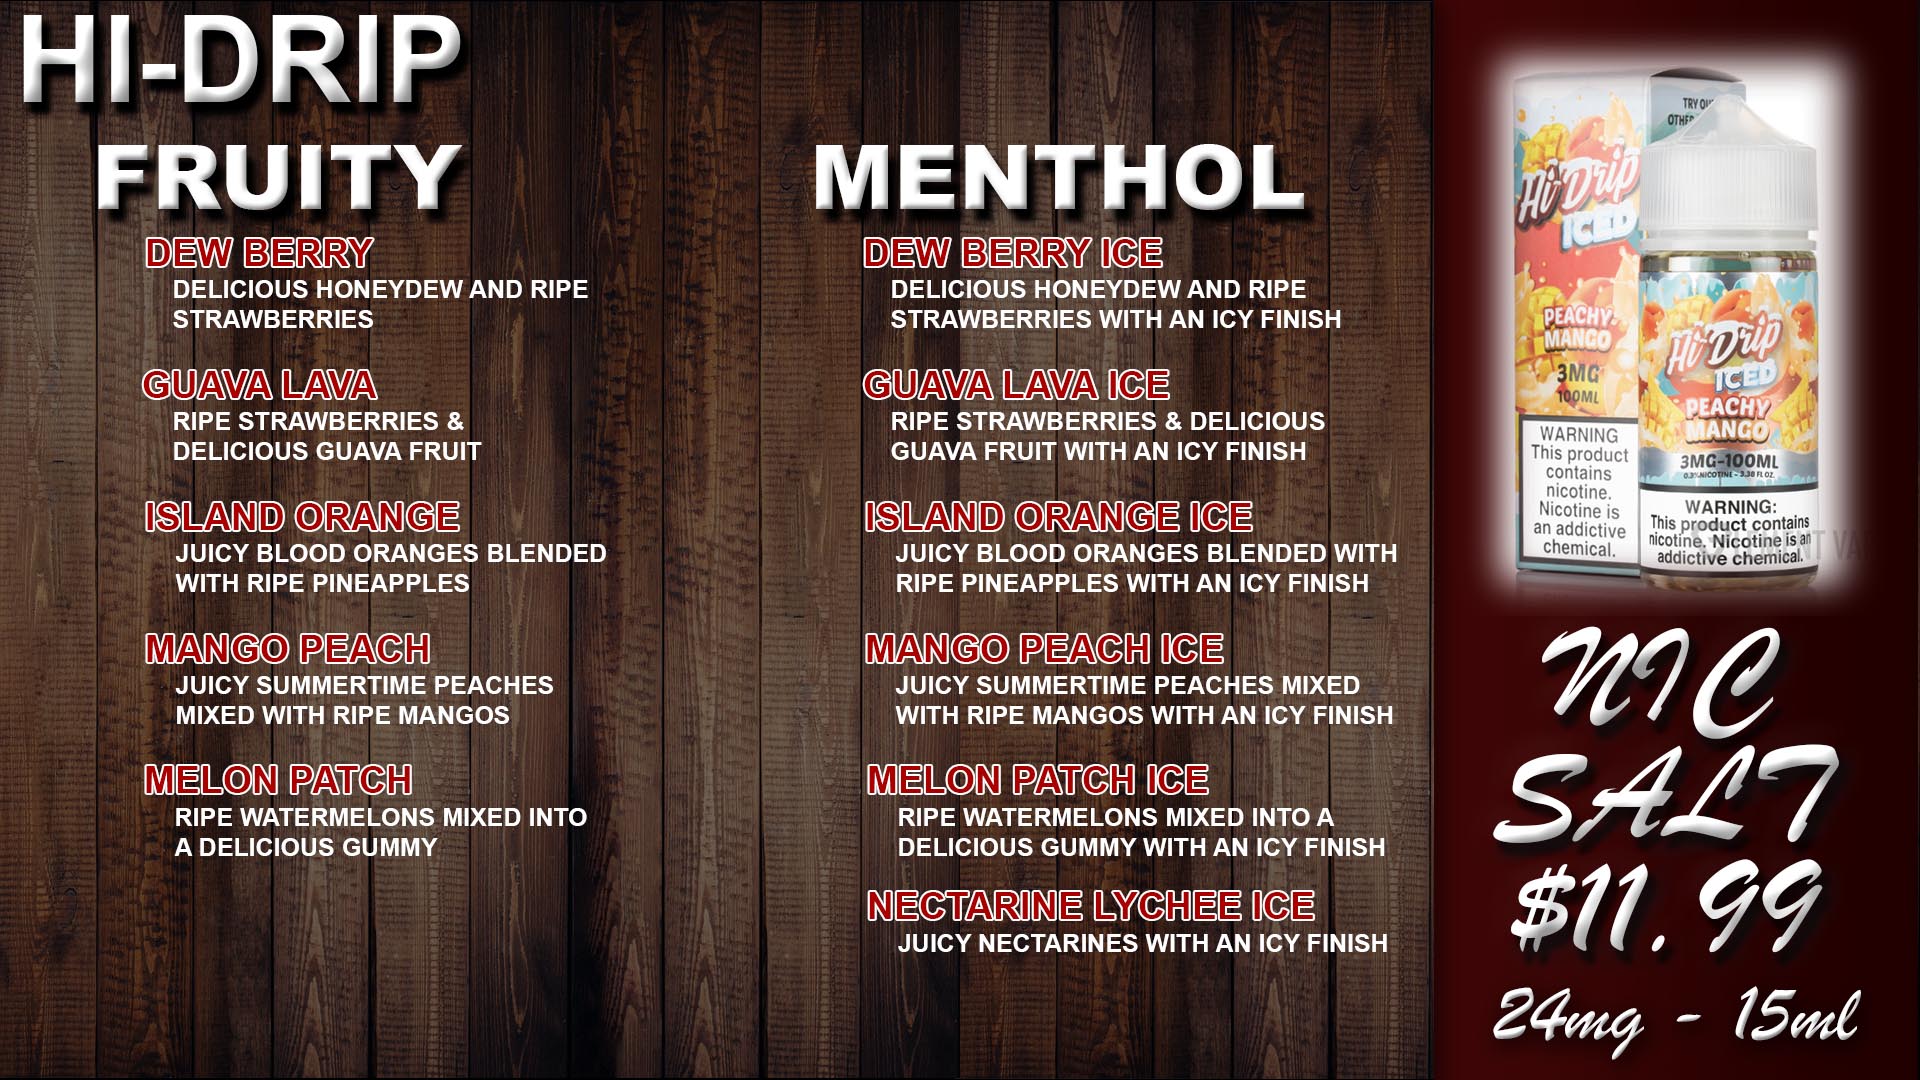 HI-DRIP
FRUITY
DEW BERRY
DELICIOUS HONEYDEW AND RIPE
STRAWBERRIES
GUAVA LAVA
RIPE STRAWBERRIES &
DELICIOUS GUAVA FRUIT
ISLAND ORANGE
JUICY BLOOD ORANGES BLENDED
WITH RIPE PINEAPPLES
MANGO PEACH
JUICY SUMMERTIME PEACHES
MIXED WITH RIPE MANGOS
MELON PATCH
RIPE WATERMELONS MIXED INTO
A DELICIOUS GUMMY
MENTHOL
DEW BERRY ICE
DELICIOUS HONEYDEW AND RIPE
STRAWBERRIES WITH AN ICY FINISH
GUAVA LAVA ICE
RIPE STRAWBERRIES & DELICIOUS
GUAVA FRUIT WITH AN ICY FINISH
ISLAND ORANGE ICE
JUICY BLOOD ORANGES BLENDED WITH
RIPE PINEAPPLES WITH AN ICY FINISH
MANGO PEACH ICE
JUICY SUMMERTIME PEACHES MIXED
WITH RIPE MANGOS WITH AN ICY FINISH
MELON PATCH ICE
RIPE WATERMELONS MIXED INTO A
DELICIOUS GUMMY WITH AN ICY FINISH
NECTARINE LYCHEE ICE
JUICY NECTARINES WITH AN ICY FINISH
TRY
Hi-Drip
ICED
PEACHY
MANGO
3MG
100ML
WARNING
This product
contains
nicotine.
Nicotine is
an addictive
chemical.
Hi-Drip
ICED
PEACHY
MANGO
3MG-100ML
0.3% NICOTINE - 3.38 FL OZ.
WARNING:
This product contains
nicotine. Nicotine is an
addictive chemical.
NIC
SALT
$11.99
24mg - 15ml